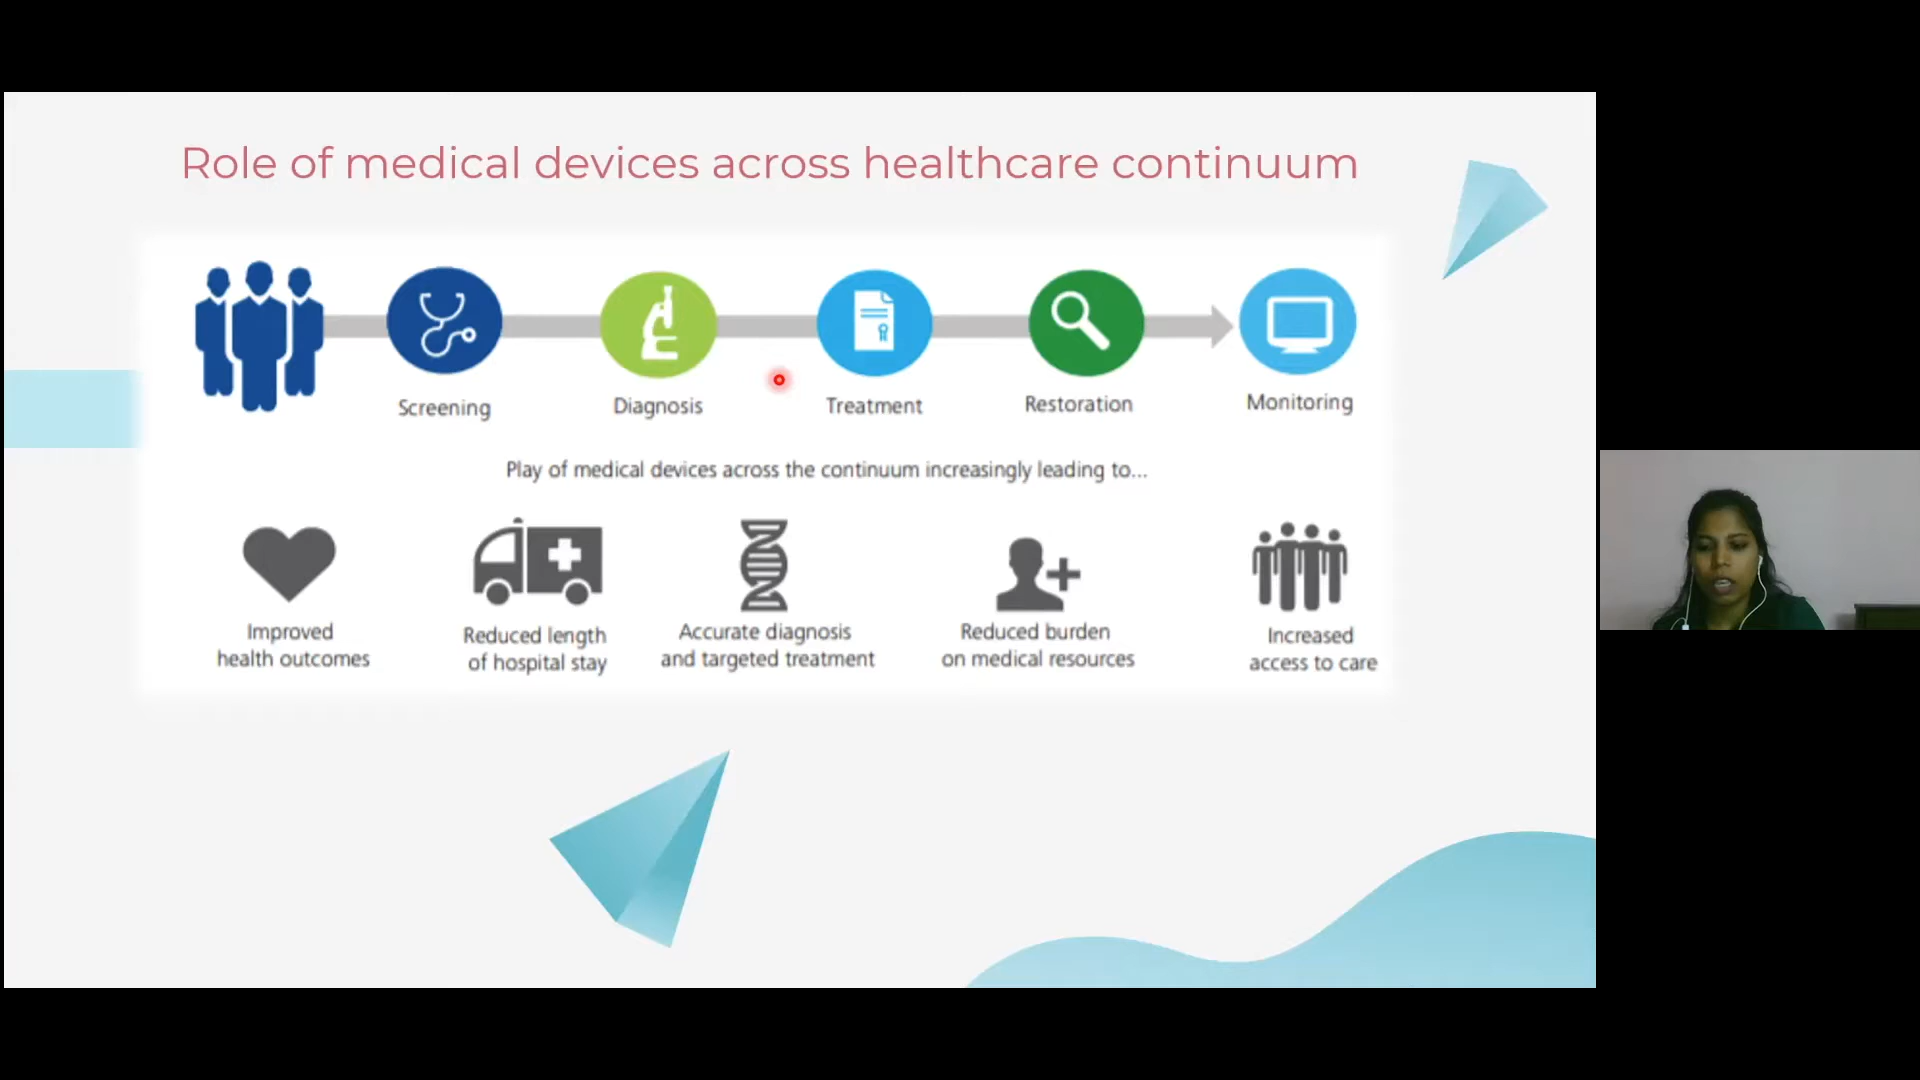 Role of medical devices across healthcare continuum
Screening
Diagnosis
Treatment
Restoration
Monitoring
Play of medical devices across the continuum increasingly leading to...
Improved
health outcomes
Reduced length
of hospital stay
Accurate diagnosis
and targeted treatment
Reduced burden
on medical resources
Increased
access to care